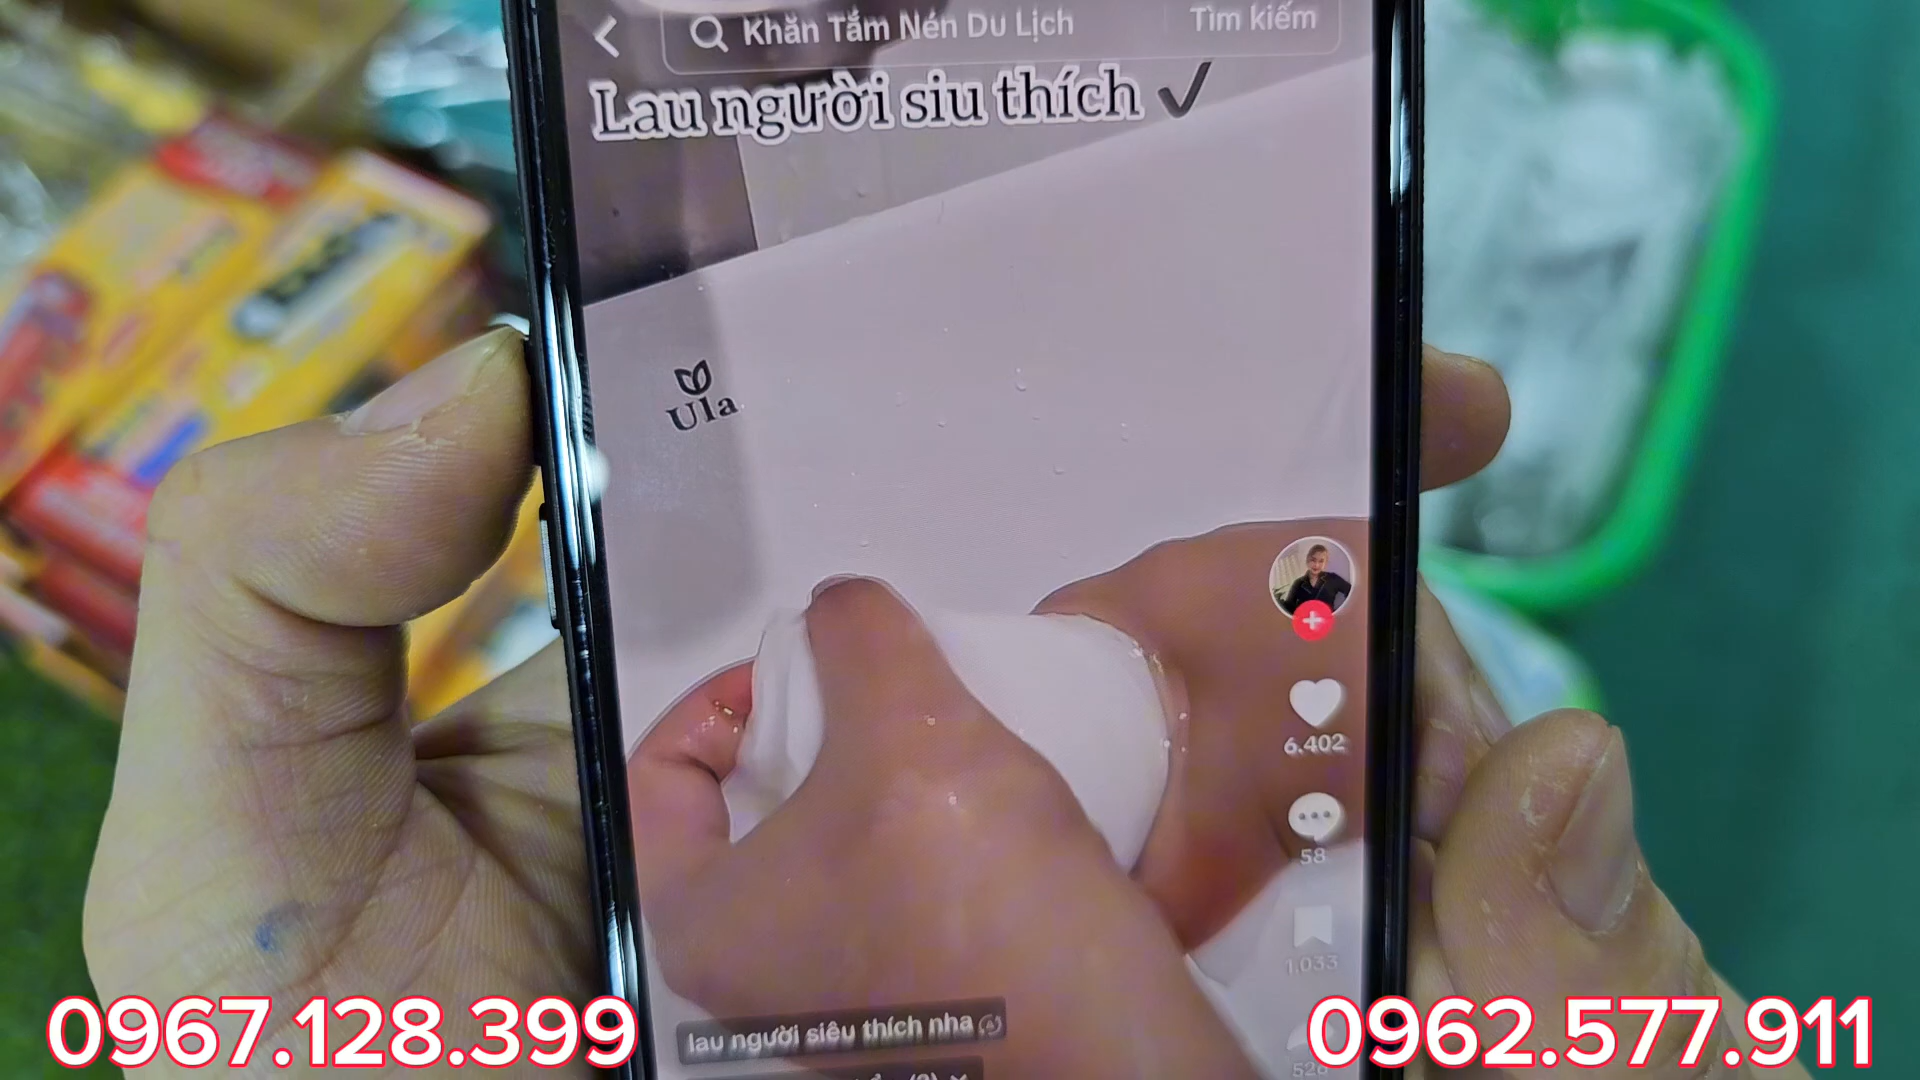 Khăn Tắm Nén Du Lịch
Tìm kiếm
Lau người siu thích ✓
Ula
6.402
58
1.033
lau người siêu thích nha
526
0967.128.399
0962.577.911